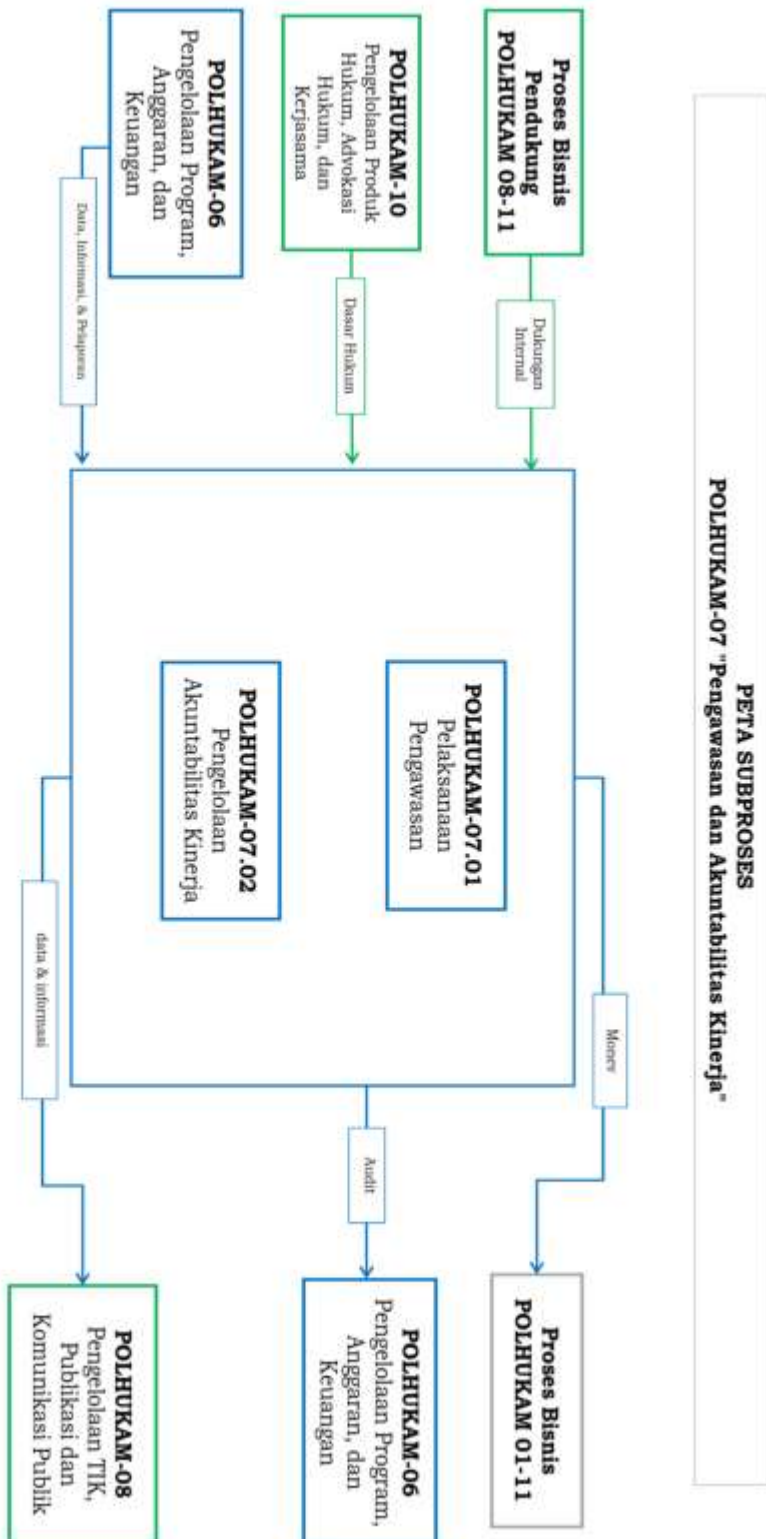 PETA SUBPROSES
POLHUKAM-07 "Pengawasan dan Akuntabilitas Kinerja"
Proses Bisnis
Pendukung
POLHUKAM 08-11
Dukungan
Internal
POLHUKAM-10
Pengelolaan Produk
Hukum, Advokasi
Hukum, dan
Kerjasama
Dasar Hukum
POLHUKAM-06
Pengelolaan Program,
Anggaran, dan
Keuangan
Data, Informasi, & Pelaporan
POLHUKAM-07.01
Pelaksanaan
Pengawasan
POLHUKAM-07.02
Pengelolaan
Akuntabilitas Kinerja
Monev
Proses Bisnis
POLHUKAM 01-11
Audit
POLHUKAM-06
Pengelolaan Program,
Anggaran, dan
Keuangan
data & informasi
POLHUKAM-08
Pengelolaan TIK,
Publikasi dan
Komunikasi Publik